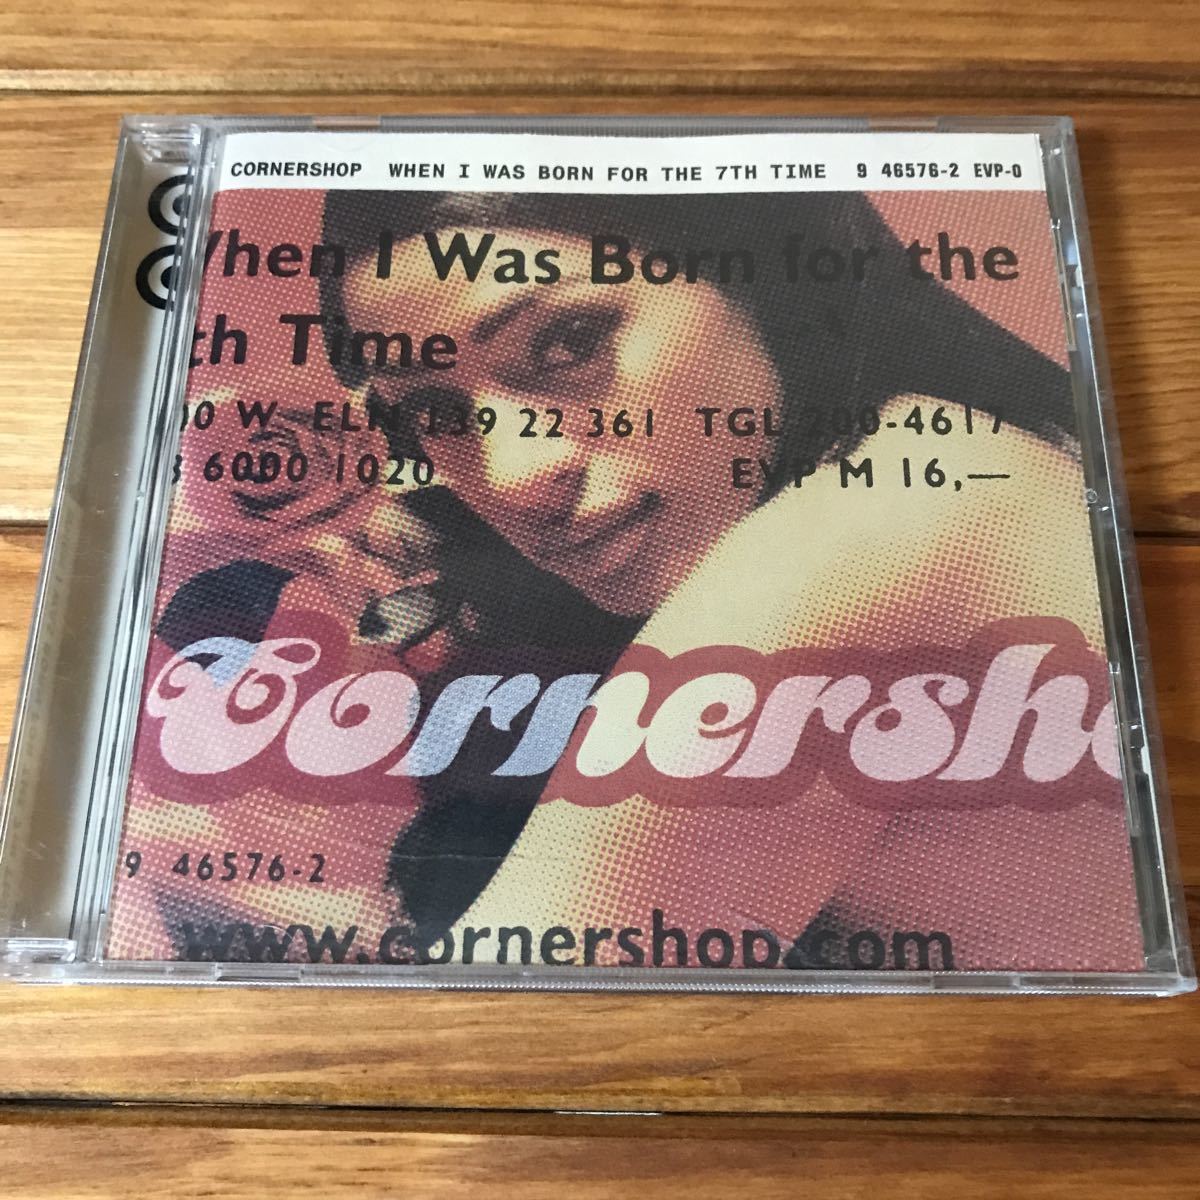 CORNERSHOP WHEN I WAS BORN FOR THE 7TH TIME 9 46576-2 EVP-0
When I Was Born for the
th Time
00 W ELN 139 22 361 TGL 200-4617
6000 1020 EVP M 16,—
Cornersh
9 46576-2
www.cornershop.com